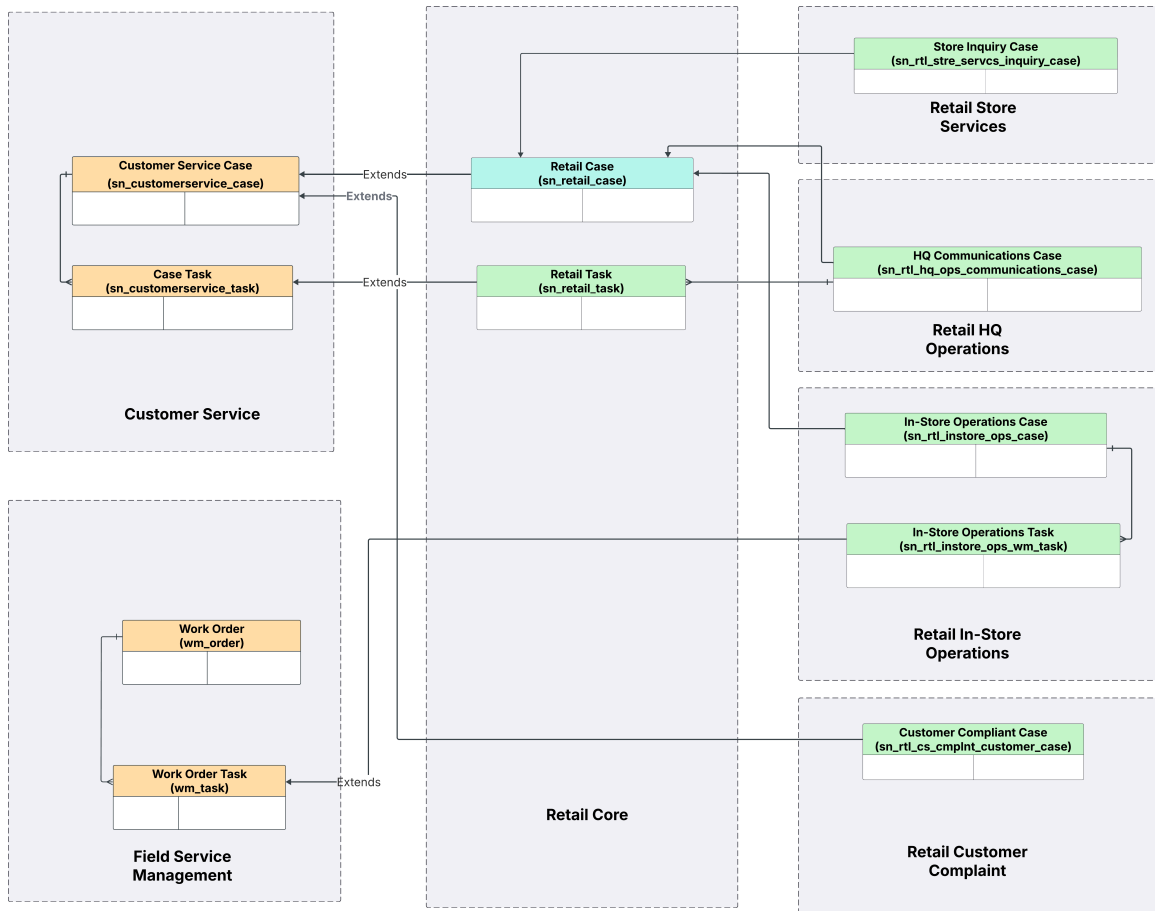 Store Inquiry Case
(sn_rtl_stre_servcs_inquiry_case)
Retail Store
Services
Customer Service Case
(sn_customerservice_case)
Extends
Retail Case
(sn_retail_case)
Extends
Case Task
(sn_customerservice_task)
Extends
Retail Task
(sn_retail_task)
HQ Communications Case
(sn_rtl_hq_ops_communications_case)
Retail HQ
Operations
Customer Service
In-Store Operations Case
(sn_rtl_instore_ops_case)
In-Store Operations Task
(sn_rtl_instore_ops_wm_task)
Retail In-Store
Operations
Work Order
(wm_order)
Customer Compliant Case
(sn_rtl_cs_cmplnt_customer_case)
Work Order Task
(wm_task)
Extends
Retail Core
Field Service
Management
Retail Customer
Complaint